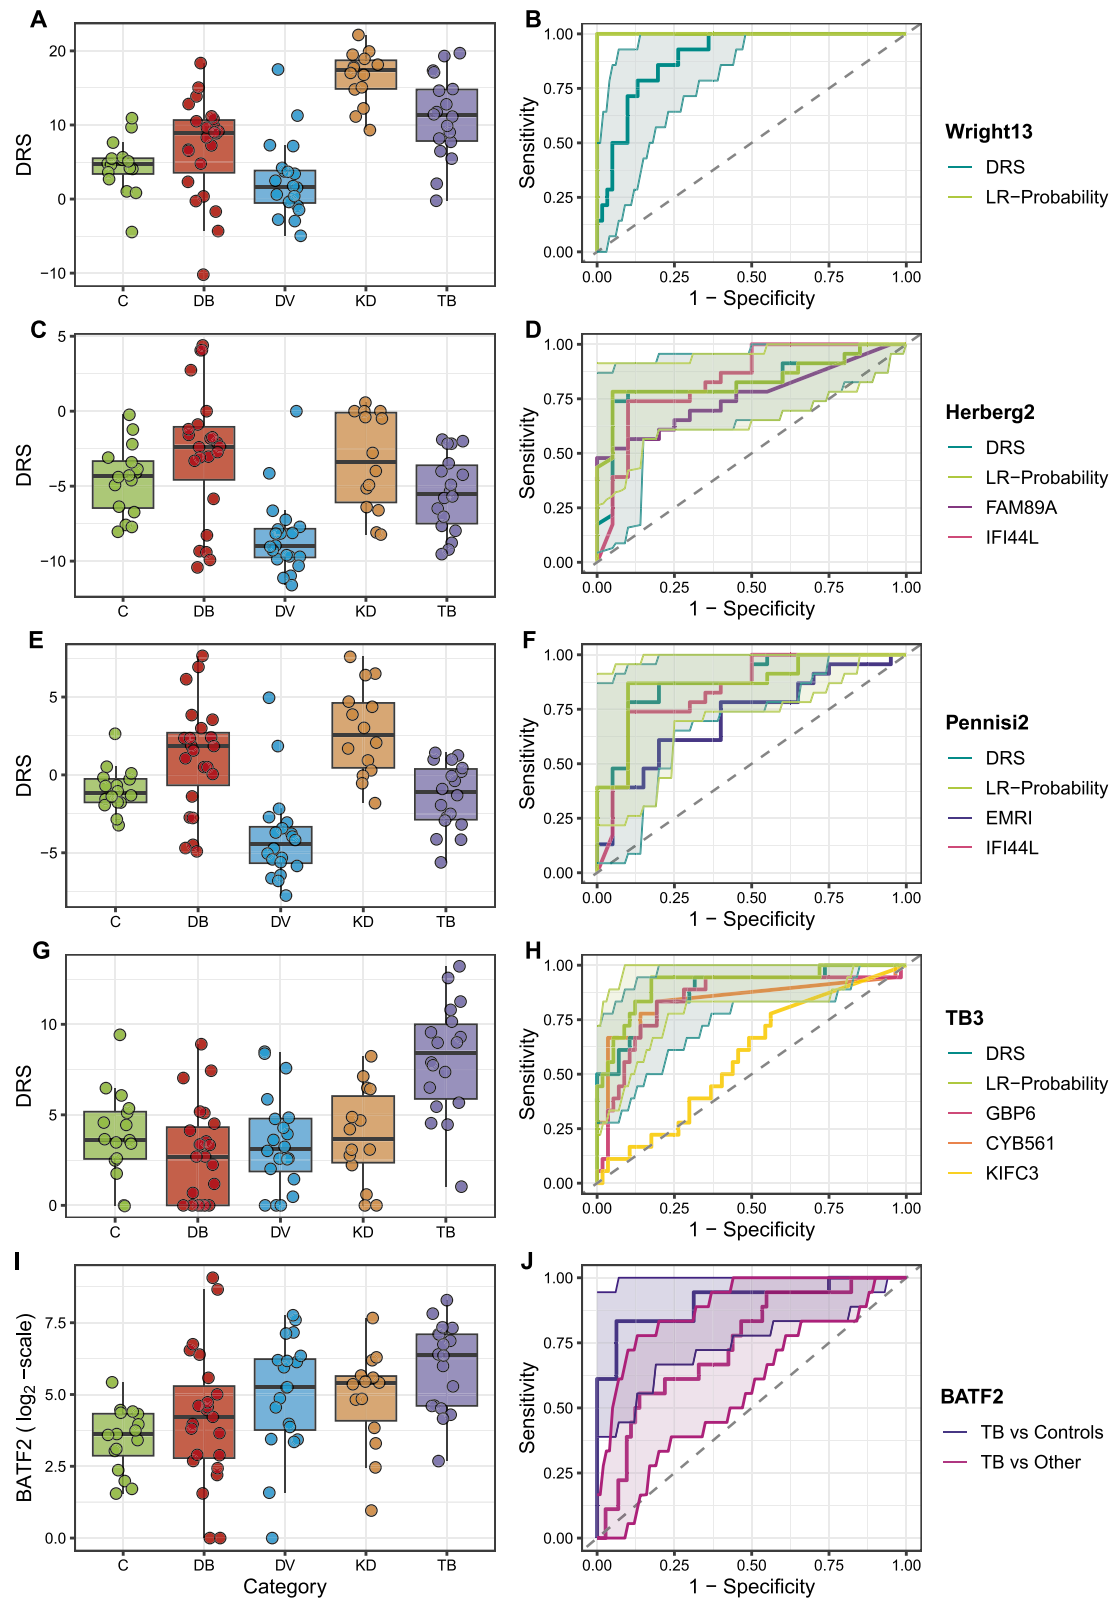 A
DRS
20
10
0
−10
C
DB
DV
KD
TB
B
Sensitivity
1.00
0.75
0.50
0.25
0.00
0.00
0.25
0.50
0.75
1.00
1 − Specificity
Wright13
DRS
LR−Probability
C
DRS
5
0
−5
−10
C
DB
DV
KD
TB
D
Sensitivity
1.00
0.75
0.50
0.25
0.00
0.00
0.25
0.50
0.75
1.00
1 − Specificity
Herberg2
DRS
LR−Probability
FAM89A
IFI44L
E
DRS
5
0
−5
C
DB
DV
KD
TB
F
Sensitivity
1.00
0.75
0.50
0.25
0.00
0.00
0.25
0.50
0.75
1.00
1 − Specificity
Pennisi2
DRS
LR−Probability
EMRI
IFI44L
G
DRS
10
5
0
C
DB
DV
KD
TB
H
Sensitivity
1.00
0.75
0.50
0.25
0.00
0.00
0.25
0.50
0.75
1.00
1 − Specificity
TB3
DRS
LR−Probability
GBP6
CYB561
KIFC3
I
BATF2 ( log₂ −scale)
7.5
5.0
2.5
0.0
C
DB
DV
KD
TB
Category
J
Sensitivity
1.00
0.75
0.50
0.25
0.00
0.00
0.25
0.50
0.75
1.00
1 − Specificity
BATF2
TB vs Controls
TB vs Other